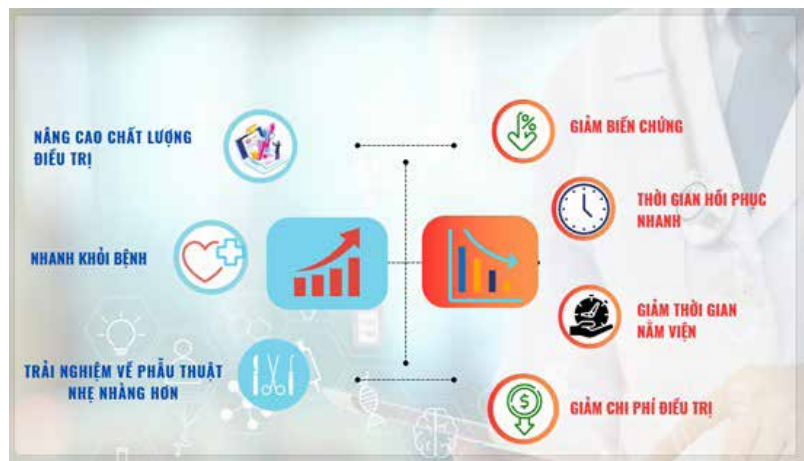 NÂNG CAO CHẤT LƯỢNG
ĐIỀU TRỊ
NHANH KHỎI BỆNH
TRẢI NGHIỆM VỀ PHẪU THUẬT
NHẸ NHÀNG HƠN
%
GIẢM BIẾN CHỨNG
THỜI GIAN HỒI PHỤC
NHANH
GIẢM THỜI GIAN
NẰM VIỆN
$
GIẢM CHI PHÍ ĐIỀU TRỊ